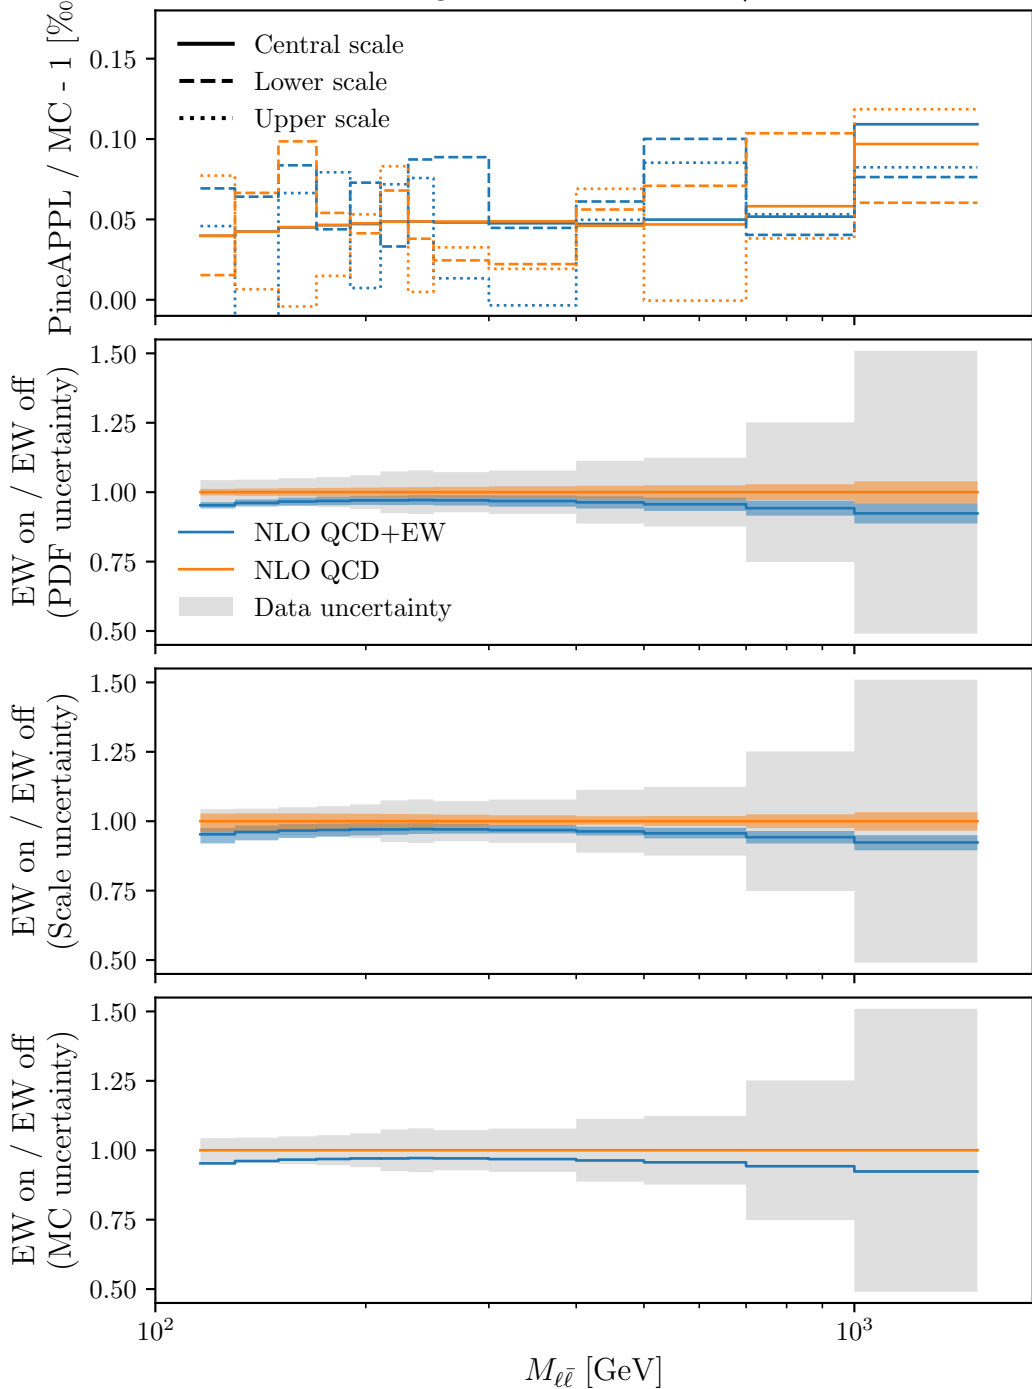 PineAPPL / MC - 1 [‰
0.15
0.10
0.05
0.00
Central scale
Lower scale
Upper scale
EW on / EW off
(PDF uncertainty)
1.50
1.25
1.00
0.75
0.50
NLO QCD+EW
NLO QCD
Data uncertainty
EW on / EW off
(Scale uncertainty)
1.50
1.25
1.00
0.75
0.50
EW on / EW off
(MC uncertainty)
1.50
1.25
1.00
0.75
0.50
10² 10³
M_{ℓℓ̄} [GeV]